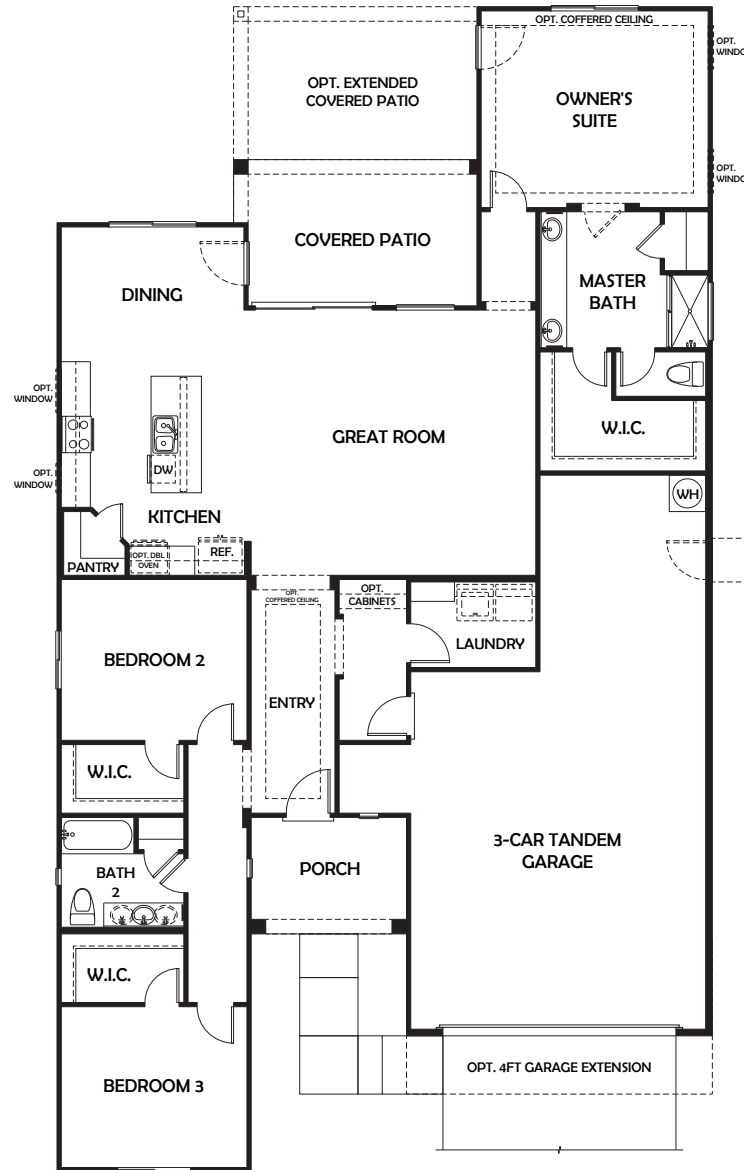 OPT. COFFERED CEILING
OPT.
WINDO
OPT. EXTENDED
COVERED PATIO
OWNER'S
SUITE
OPT.
WINDO
COVERED PATIO
DINING
MASTER
BATH
OPT.
WINDOW
GREAT ROOM
W.I.C.
DW
OPT.
WINDOW
WH
KITCHEN
PANTRY
OPT. DBL
OVEN
REF.
OPT.
COFFERED CEILING
OPT.
CABINETS
LAUNDRY
BEDROOM 2
ENTRY
W.I.C.
3-CAR TANDEM
GARAGE
BATH
2
PORCH
W.I.C.
OPT. 4FT GARAGE EXTENSION
BEDROOM 3